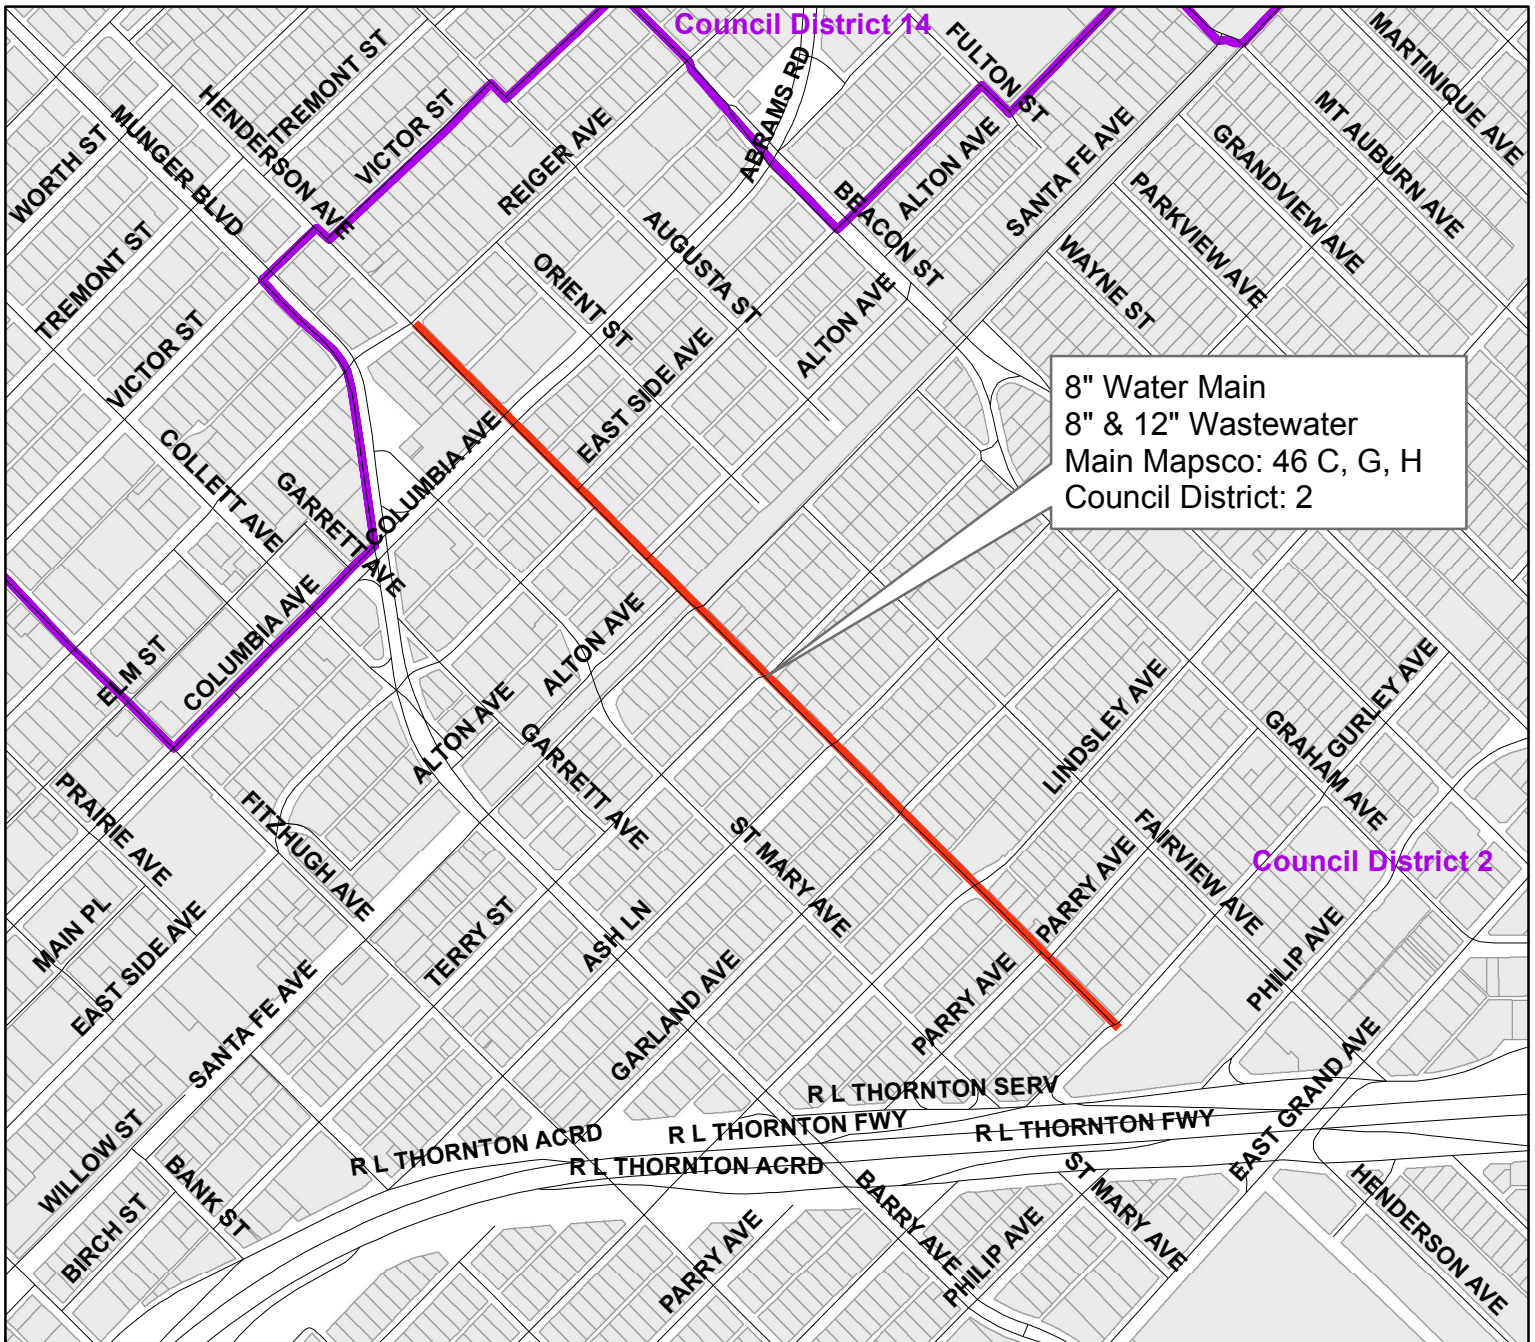 Council District 14
MARTINIQUE AVE
FULTON ST
TREMONT ST
HENDERSON AVE
ABRAMS RD
VICTOR ST
MT AUBURN AVE
MUNGER BLVD
REIGER AVE
GRANDVIEW AVE
WORTH ST
ALTON AVE
SANTA FE AVE
PARKVIEW AVE
BEACON ST
AUGUSTA ST
TREMONT ST
WAYNE ST
ORIENT ST
ALTON AVE
VICTOR ST
EAST SIDE AVE
8" Water Main
8" & 12" Wastewater
Main Mapsco: 46 C, G, H
Council District: 2
COLUMBIA AVE
COLLETT AVE
GARRETT AVE
COLUMBIA AVE
ELM ST
ALTON AVE
ALTON AVE
LINDSLEY AVE
GURLEY AVE
GRAHAM AVE
GARRETT AVE
PRAIRIE AVE
FITZHUGH AVE
ST MARY AVE
FAIRVIEW AVE
Council District 2
PARRY AVE
MAIN PL
EAST SIDE AVE
TERRY ST
ASH LN
PHILIP AVE
PARRY AVE
GARLAND AVE
SANTA FE AVE
EAST GRAND AVE
R L THORNTON SERV
R L THORNTON FWY
R L THORNTON FWY
R L THORNTON ACRD
R L THORNTON ACRD
WILLOW ST
BANK ST
BIRCH ST
ST MARY AVE
BARRY AVE
PHILIP AVE
HENDERSON AVE
PARRY AVE